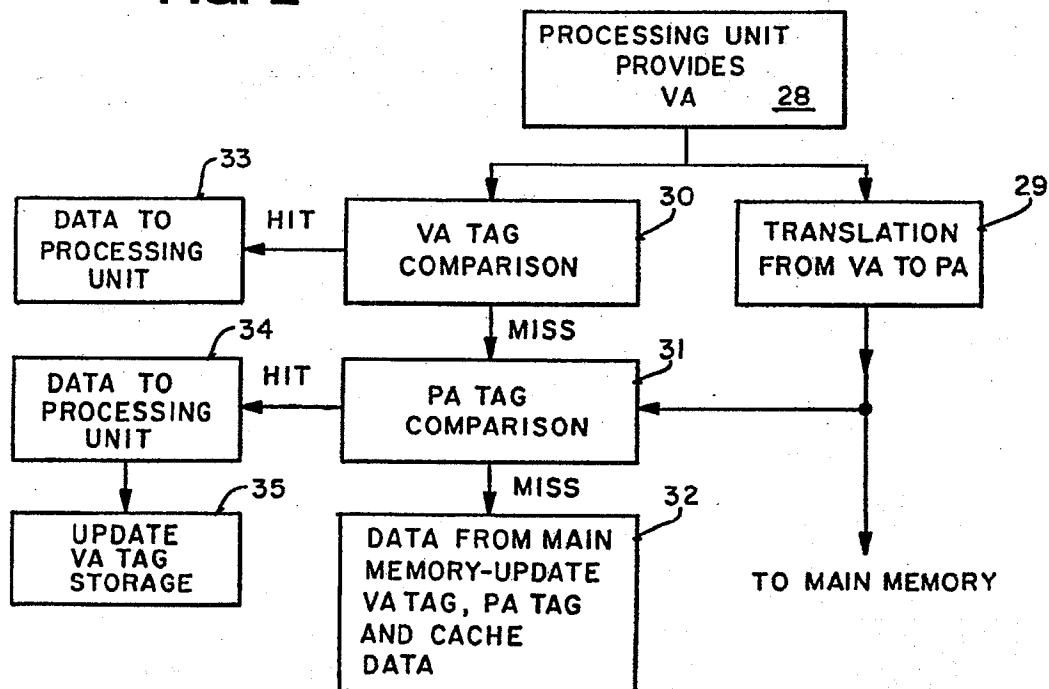 PROCESSING UNIT
PROVIDES
VA 28
33
30
29
DATA TO
PROCESSING
UNIT
HIT
VA TAG
COMPARISON
TRANSLATION
FROM VA TO PA
MISS
34
31
DATA TO
PROCESSING
UNIT
HIT
PA TAG
COMPARISON
MISS
35
32
UPDATE
VA TAG
STORAGE
DATA FROM MAIN
MEMORY-UPDATE
VA TAG, PA TAG
AND CACHE
DATA
TO MAIN MEMORY